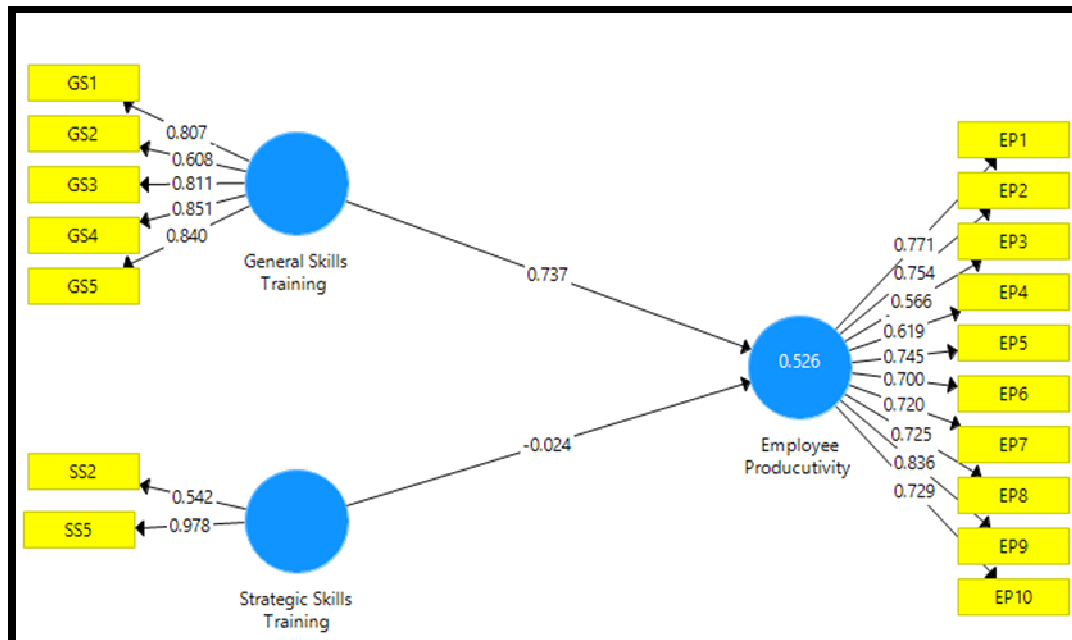 GS1
GS2
GS3
GS4
GS5
0.807
0.608
0.811
0.851
0.840
General Skills
Training
0.737
SS2
SS5
0.542
0.978
Strategic Skills
Training
-0.024
0.526
Employee
Producutivity
0.771
0.754
0.566
0.619
0.745
0.700
0.720
0.725
0.836
0.729
EP1
EP2
EP3
EP4
EP5
EP6
EP7
EP8
EP9
EP10